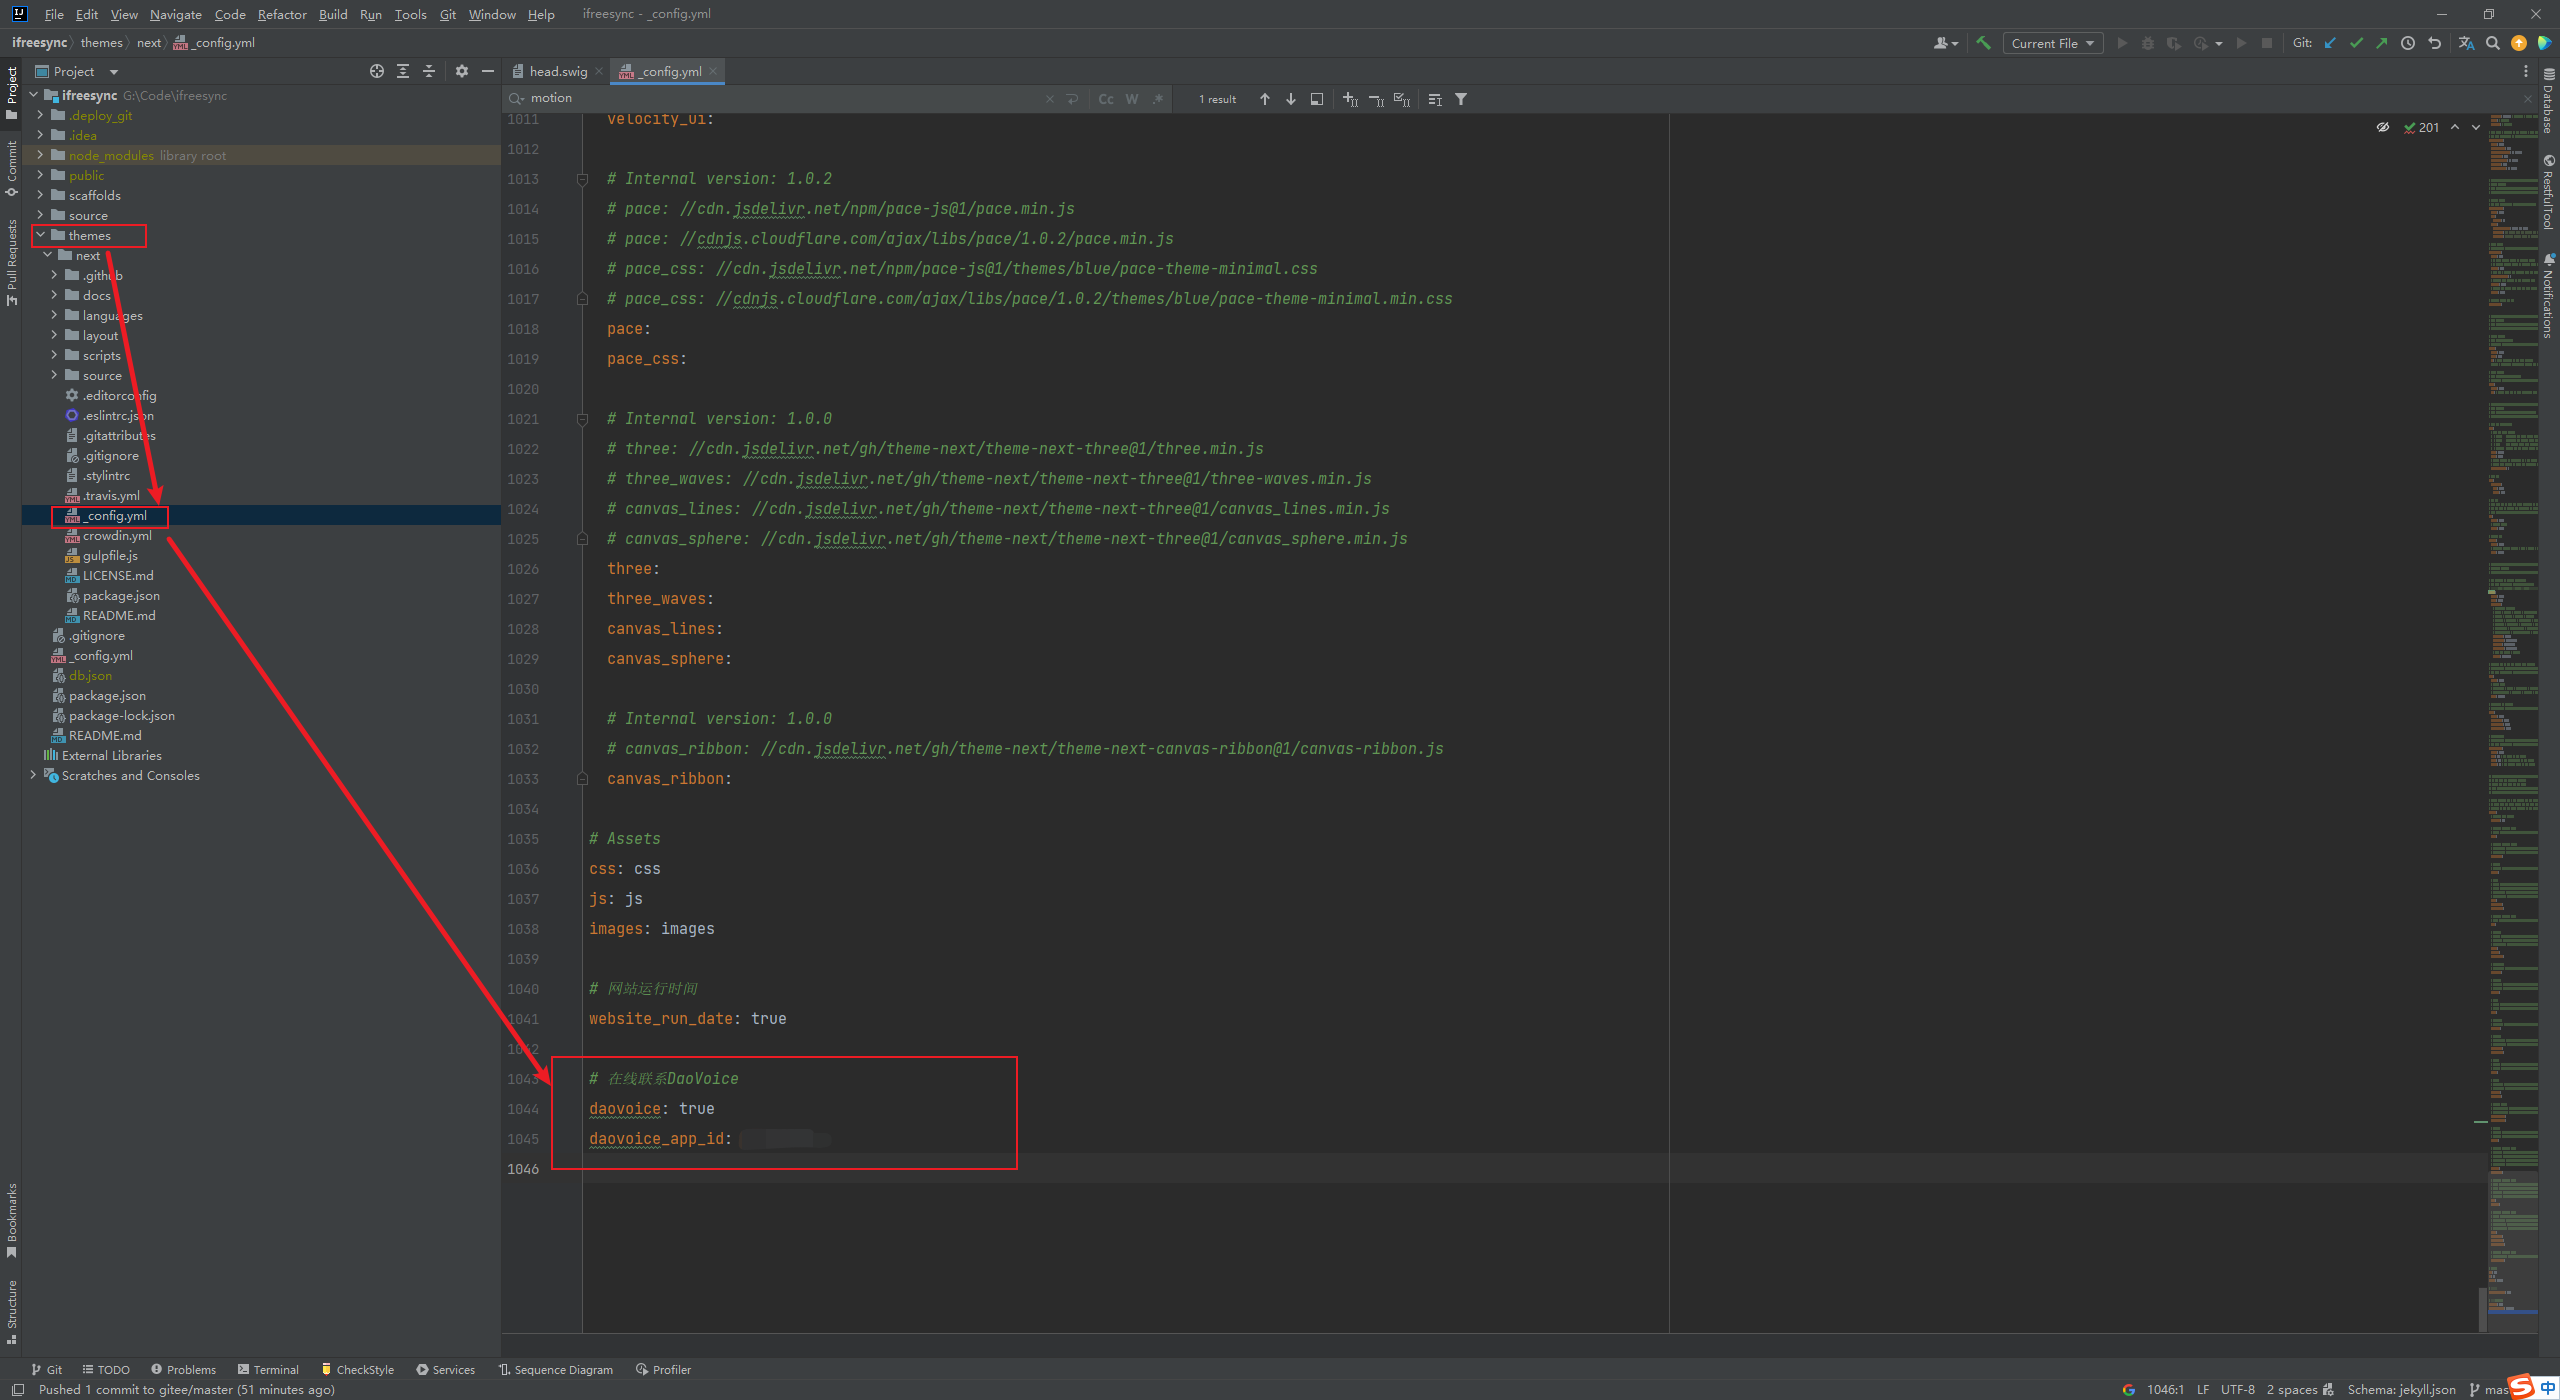 File Edit View Navigate Code Refactor Build Run Tools Git Window Help ifreesync - _config.yml
ifreesync themes next _config.yml
Current File
Git:
Project
head.swig
_config.yml
motion
Cc W .*
1 result
201
Project
Commit
Pull Requests
Bookmarks
Structure
ifreesync G:\Code\ifreesync
.deploy_git
.idea
node_modules library root
public
scaffolds
source
themes
next
.github
docs
languages
layout
scripts
source
.editorconfig
.eslintrc.json
.gitattributes
.gitignore
.stylintrc
.travis.yml
_config.yml
crowdin.yml
gulpfile.js
LICENSE.md
package.json
README.md
.gitignore
_config.yml
db.json
package.json
package-lock.json
README.md
External Libraries
Scratches and Consoles
1011 velocity_ui:
1012
1013 # Internal version: 1.0.2
1014 # pace: //cdn.jsdelivr.net/npm/pace-js@1/pace.min.js
1015 # pace: //cdnjs.cloudflare.com/ajax/libs/pace/1.0.2/pace.min.js
1016 # pace_css: //cdn.jsdelivr.net/npm/pace-js@1/themes/blue/pace-theme-minimal.css
1017 # pace_css: //cdnjs.cloudflare.com/ajax/libs/pace/1.0.2/themes/blue/pace-theme-minimal.min.css
1018 pace:
1019 pace_css:
1020
1021 # Internal version: 1.0.0
1022 # three: //cdn.jsdelivr.net/gh/theme-next/theme-next-three@1/three.min.js
1023 # three_waves: //cdn.jsdelivr.net/gh/theme-next/theme-next-three@1/three-waves.min.js
1024 # canvas_lines: //cdn.jsdelivr.net/gh/theme-next/theme-next-three@1/canvas_lines.min.js
1025 # canvas_sphere: //cdn.jsdelivr.net/gh/theme-next/theme-next-three@1/canvas_sphere.min.js
1026 three:
1027 three_waves:
1028 canvas_lines:
1029 canvas_sphere:
1030
1031 # Internal version: 1.0.0
1032 # canvas_ribbon: //cdn.jsdelivr.net/gh/theme-next/theme-next-canvas-ribbon@1/canvas-ribbon.js
1033 canvas_ribbon:
1034
1035 # Assets
1036 css: css
1037 js: js
1038 images: images
1039
1040 # 网站运行时间
1041 website_run_date: true
1042
1043 # 在线联系DaoVoice
1044 daovoice: true
1045 daovoice_app_id:
1046
Database
RestfulTool
Notifications
Git TODO Problems Terminal CheckStyle Services Sequence Diagram Profiler
Pushed 1 commit to gitee/master (51 minutes ago)
1046:1 LF UTF-8 2 spaces Schema: jekyll.json mas
中